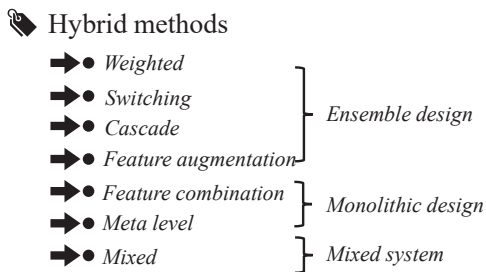 Hybrid methods
Weighted
Switching
Cascade
Feature augmentation
Ensemble design
Feature combination
Meta level
Monolithic design
Mixed
Mixed system